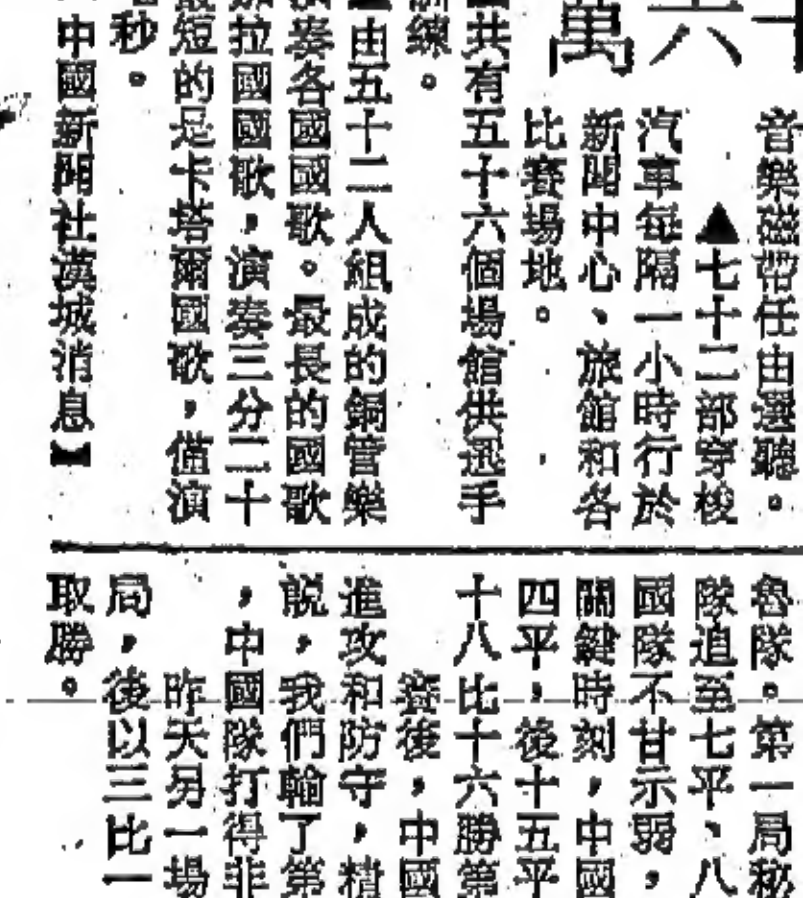 十六萬
音樂磁帶任由選聽。
▲七十二部穿梭
汽車每隔一小時行於
新聞中心、旅館和各
比賽場地。
共有五十六個場館供選手
訓練。
由五十二人組成的銅管樂
演奏各國國歌。最長的國歌
加拉國國歌，演奏三分二十
最短的是卡塔爾國歌，僅演
秒。
中國新聞社漢城消息】
魯隊。第一局秘
隊追至七平、八
國隊不甘示弱，
關鍵時刻，中國
四平，後十五平
十八比十六勝第
賽後，中國
進攻和防守，精
說，我們輸了第
，中國隊打得非
昨天另一場
局，後以三比一
取勝。